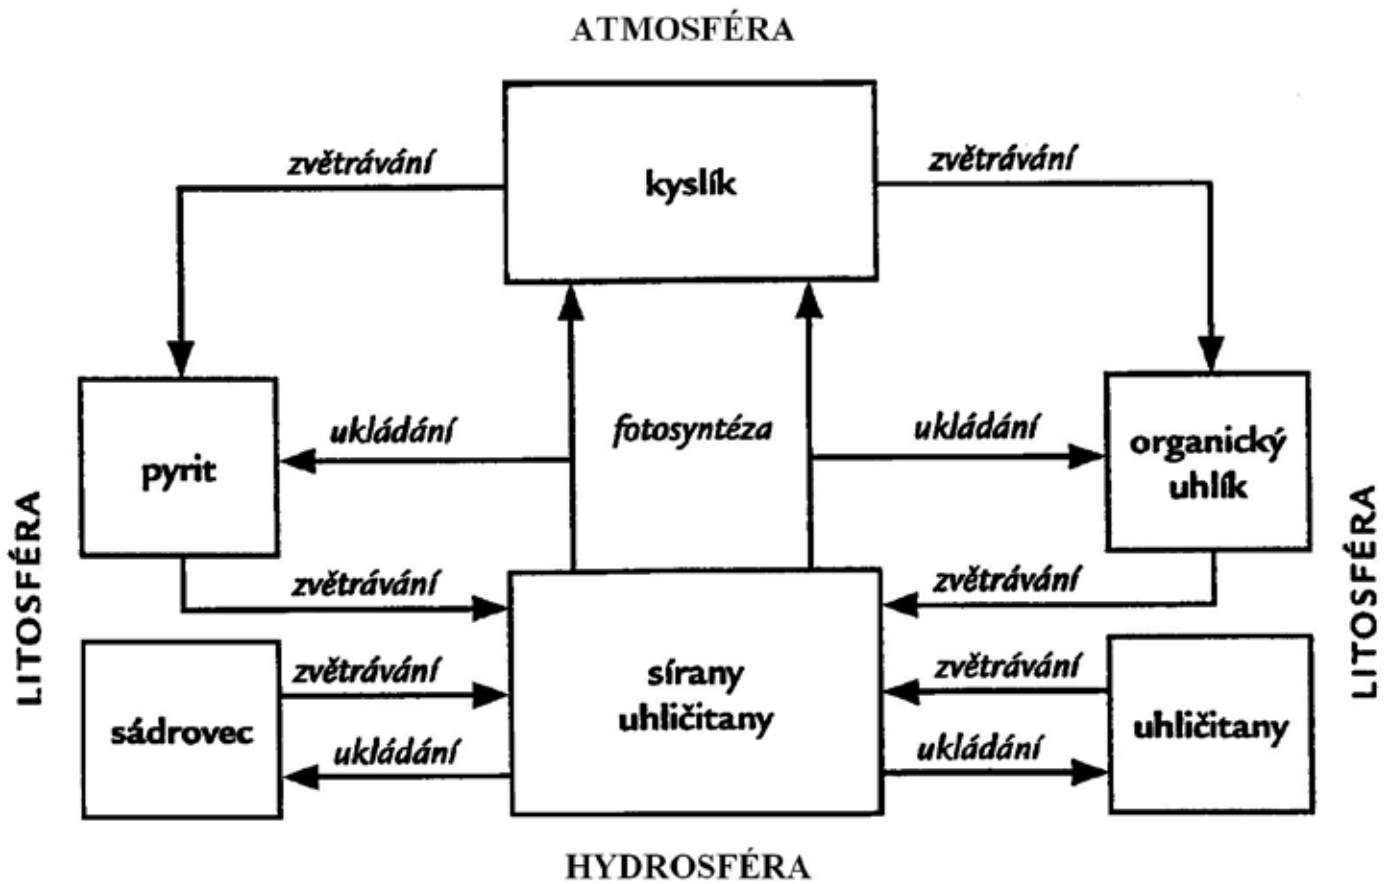 ATMOSFÉRA
zvětrávání
kyslík
zvětrávání
ukládání
fotosyntéza
ukládání
pyrit
organický
uhlík
LITOSFÉRA
LITOSFÉRA
zvětrávání
zvětrávání
zvětrávání
sírany
uhličitany
zvětrávání
sádrovec
uhličitany
ukládání
ukládání
HYDROSFÉRA